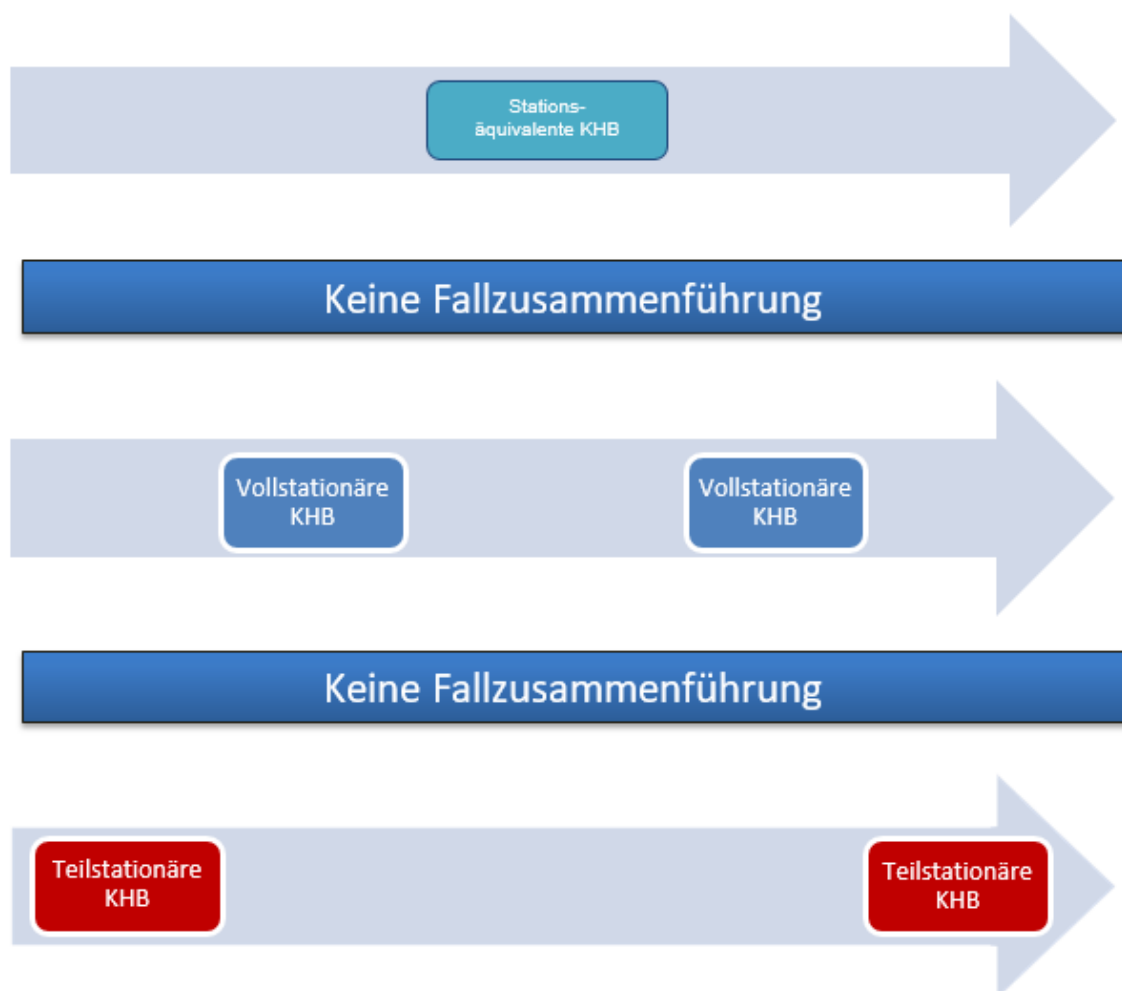 Stations-
äquivalente KHB
Keine Fallzusammenführung
Vollstationäre
KHB
Vollstationäre
KHB
Keine Fallzusammenführung
Teilstationäre
KHB
Teilstationäre
KHB